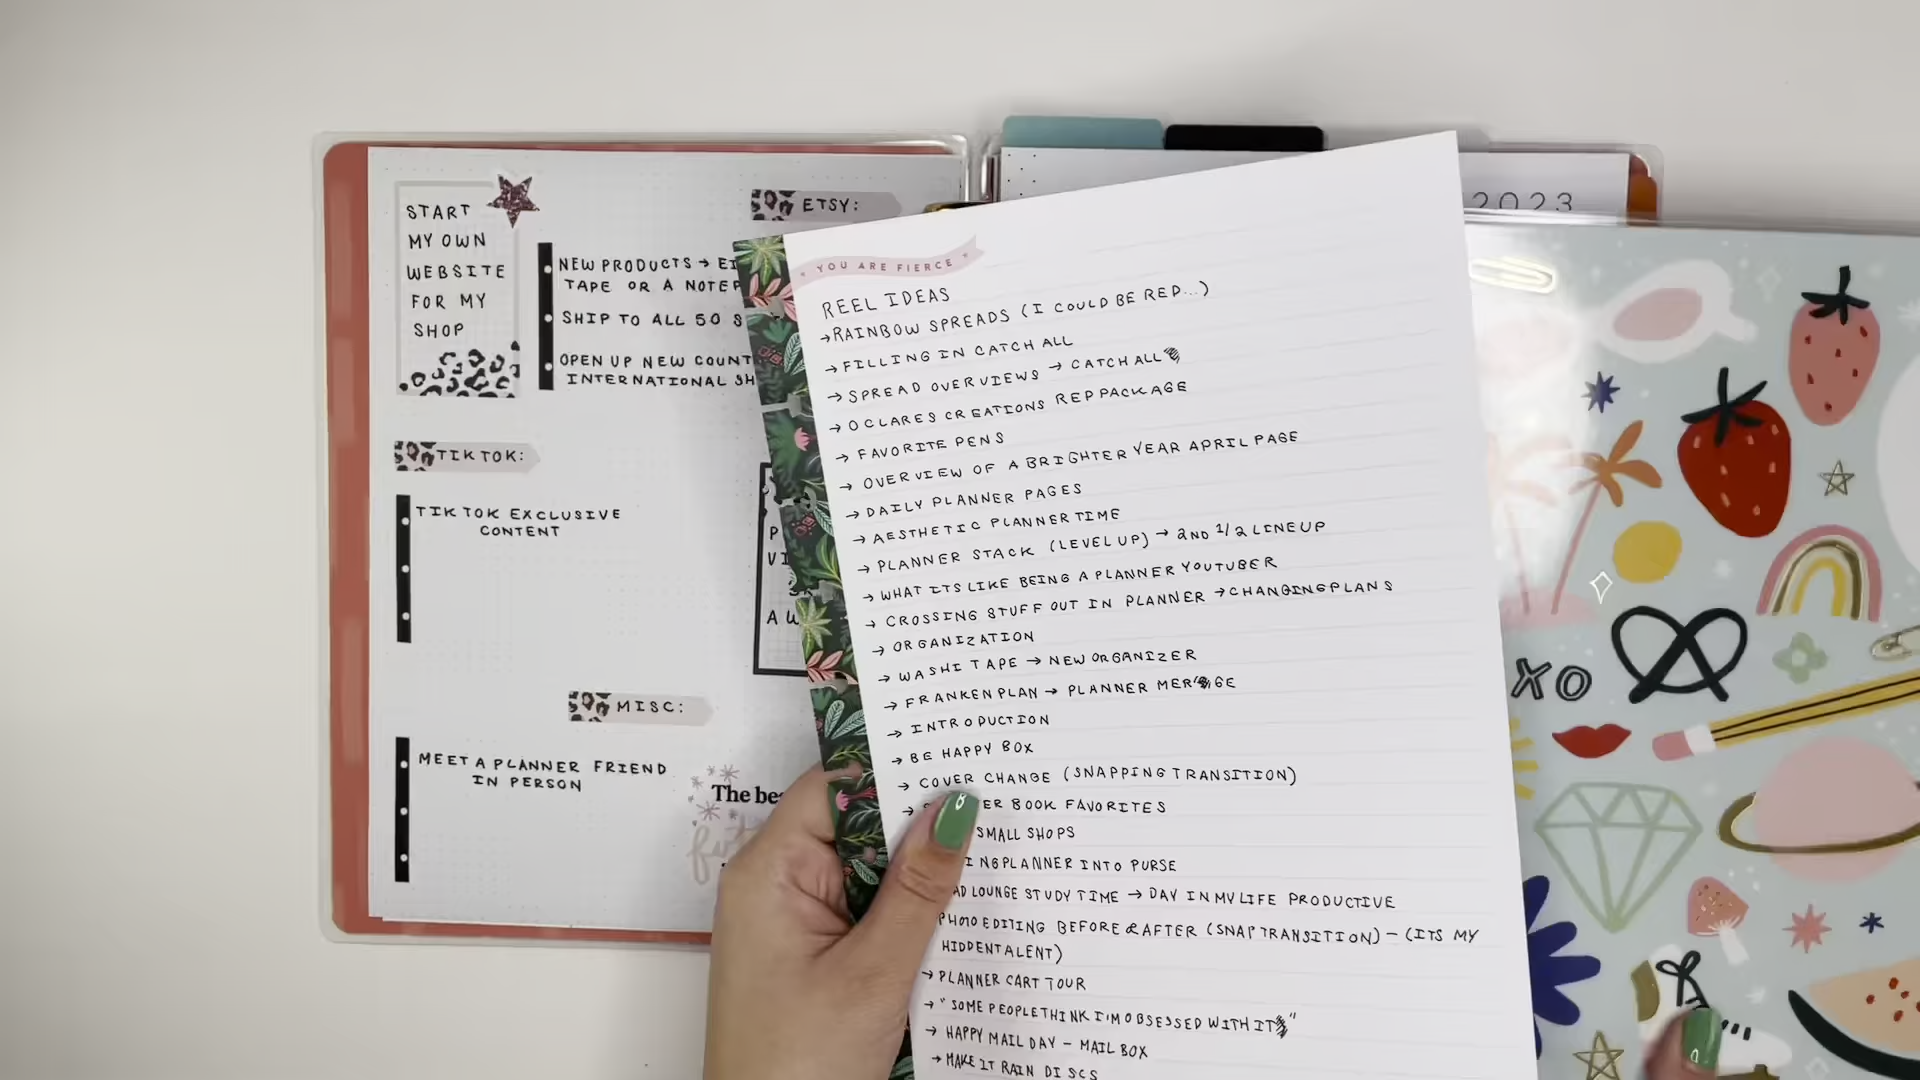 START
MY OWN
WEBSITE
FOR MY
SHOP
ETSY:
NEW PRODUCTS →
TAPE OR A
SHIP TO ALL 50
OPEN UP NEW
INTERNATIONAL
TIKTOK:
TIKTOK EXCLUSIVE
CONTENT
MISC:
MEET A PLANNER FRIEND
IN PERSON
The
2023
YOU ARE FIERCE
REEL IDEAS
→ RAINBOW SPREADS (I COULD BE RED...)
→ FILLING IN CATCH ALL
→ SPREAD OVERVIEWS → CATCH ALL
→ OCLARES CREATIONS REP PACKAGE
→ FAVORITE PENS
→ OVERVIEW OF A BRIGHTER YEAR APRIL PAGE
→ DAILY PLANNER PAGES
→ AESTHETIC PLANNER TIME
→ PLANNER STACK (LEVEL UP) → 2ND 1/2 LINEUP
→ WHAT ITS LIKE BEING A PLANNER YOUTUBER
→ CROSSING STUFF OUT IN PLANNER → CHANGING PLANS
→ ORGANIZATION
→ WASHI TAPE → NEW ORGANIZER
→ FRANKENPLAN → PLANNER MERGE
→ INTRODUCTION
→ BE HAPPY BOX
→ COVER CHANGE (SNAPPING TRANSITION)
→ BOOK FAVORITES
SMALL SHOPS
PLANNER INTO PURSE
LOUNGE STUDY TIME → DAY IN MY LIFE PRODUCTIVE
PHOTO EDITING BEFORE & AFTER (SNAP TRANSITION) - (ITS MY
HIDDEN TALENT)
→ PLANNER CART TOUR
→ "SOME PEOPLE THINK I'M OBSESSED WITH IT"
→ HAPPY MAIL DAY - MAIL BOX
→ MAKE IT RAIN DISCS
XO